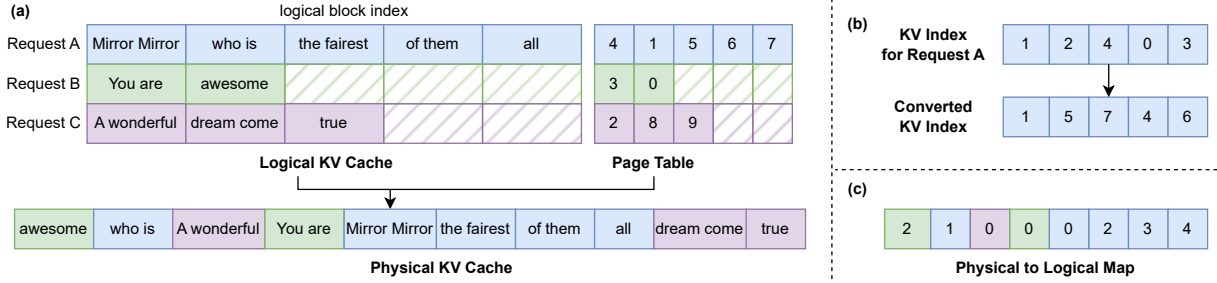 (a)
logical block index
Request A Mirror Mirror who is the fairest of them all 4 1 5 6 7
Request B You are awesome 3 0
Request C A wonderful dream come true 2 8 9
Logical KV Cache Page Table
awesome who is A wonderful You are Mirror Mirror the fairest of them all dream come true
Physical KV Cache
(b)
KV Index
for Request A
1 2 4 0 3
Converted
KV Index
1 5 7 4 6
(c)
2 1 0 0 0 2 3 4
Physical to Logical Map